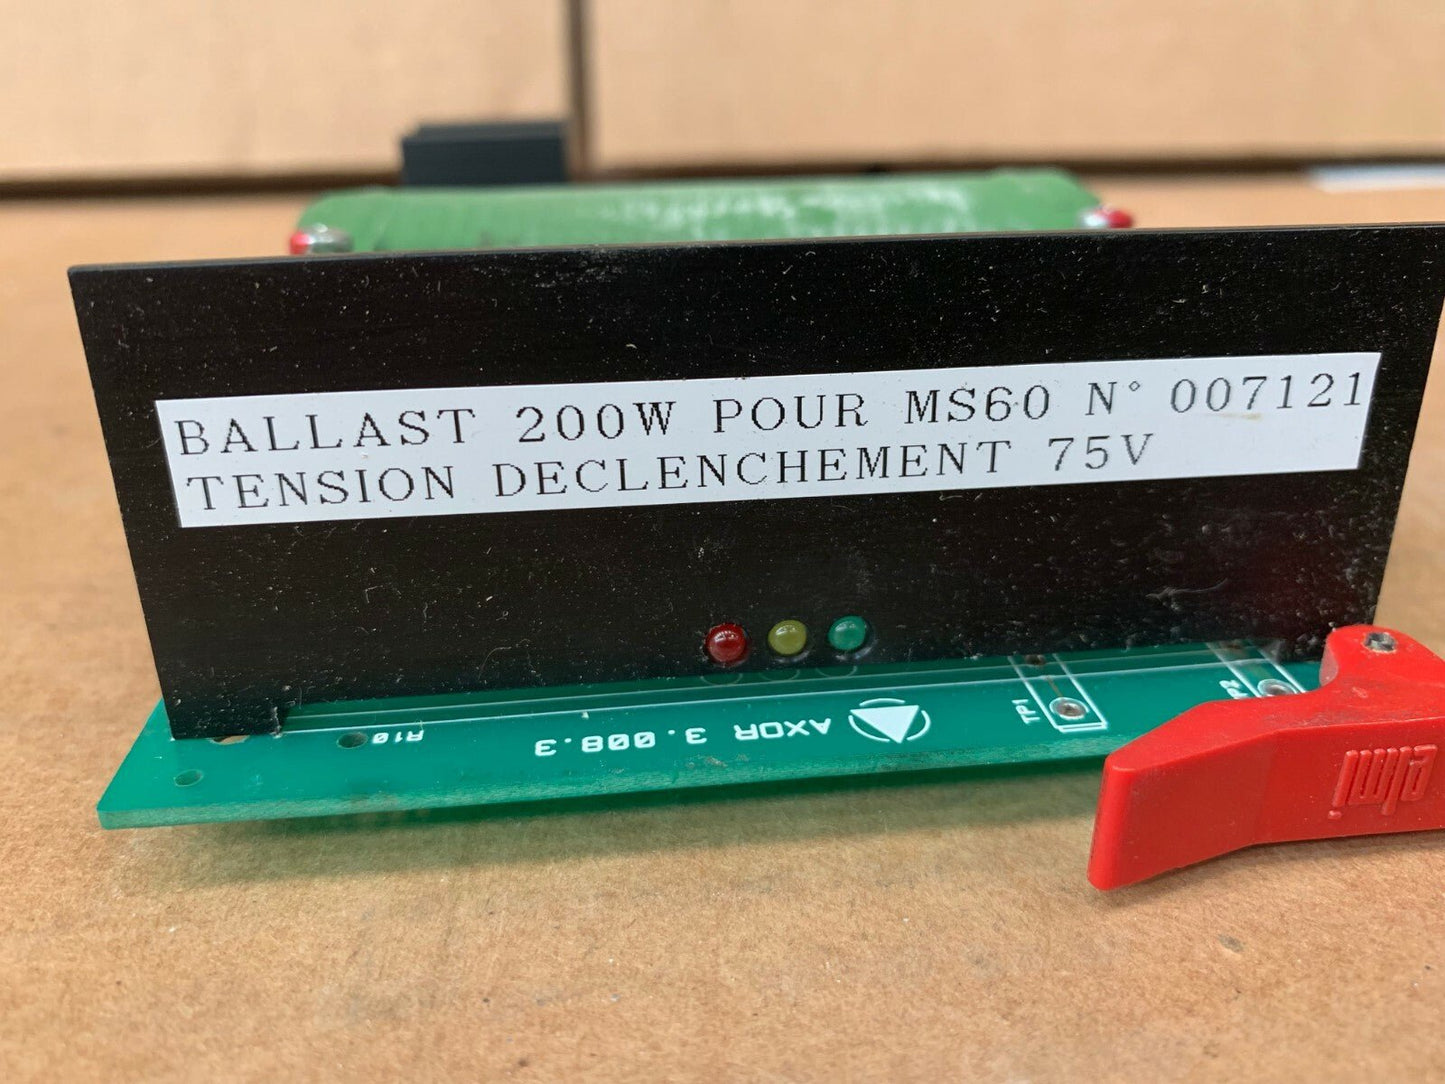 BALLAST 200W POUR MS60 N° 007121
TENSION DECLENCHEMENT 75V
R10
AXOR 3.008.3
TP1
elmi